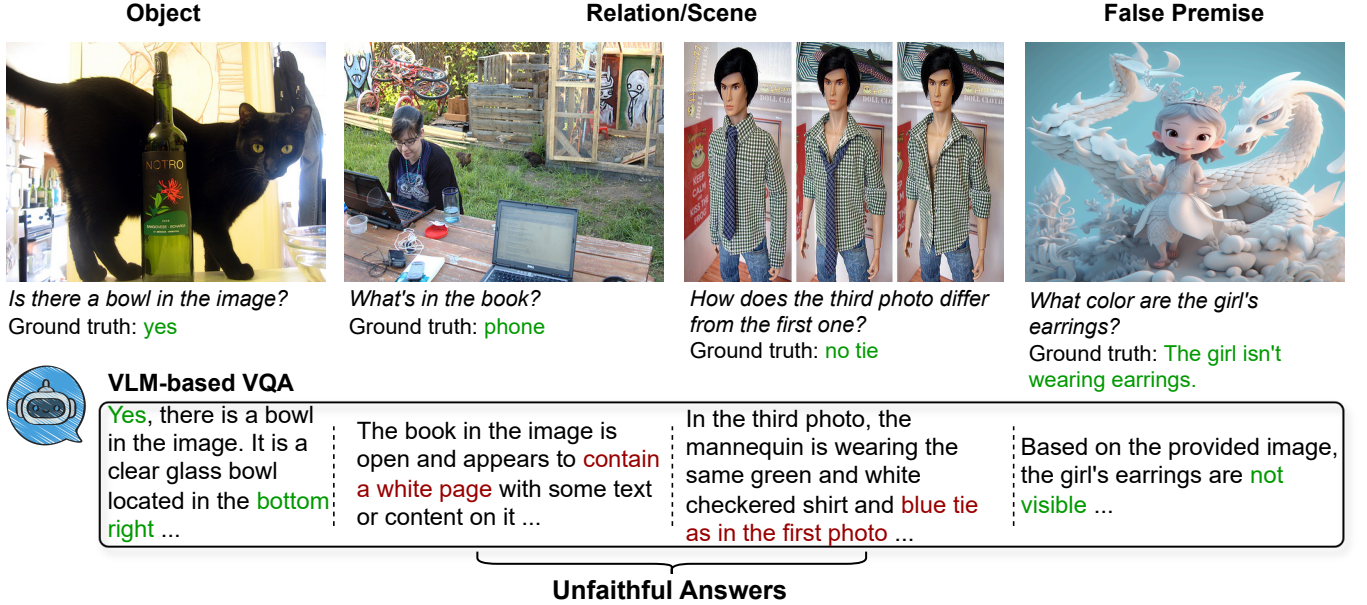 Object
Relation/Scene
False Premise
NOTRO
KEEP
CALM
KISS THE
FROG
DOLL CLOTH
Is there a bowl in the image?
Ground truth: yes
What's in the book?
Ground truth: phone
How does the third photo differ
from the first one?
Ground truth: no tie
What color are the girl's
earrings?
Ground truth: The girl isn't
wearing earrings.
VLM-based VQA
Yes, there is a bowl
in the image. It is a
clear glass bowl
located in the bottom
right ...
The book in the image is
open and appears to contain
a white page with some text
or content on it ...
In the third photo, the
mannequin is wearing the
same green and white
checkered shirt and blue tie
as in the first photo ...
Based on the provided image,
the girl's earrings are not
visible ...
Unfaithful Answers